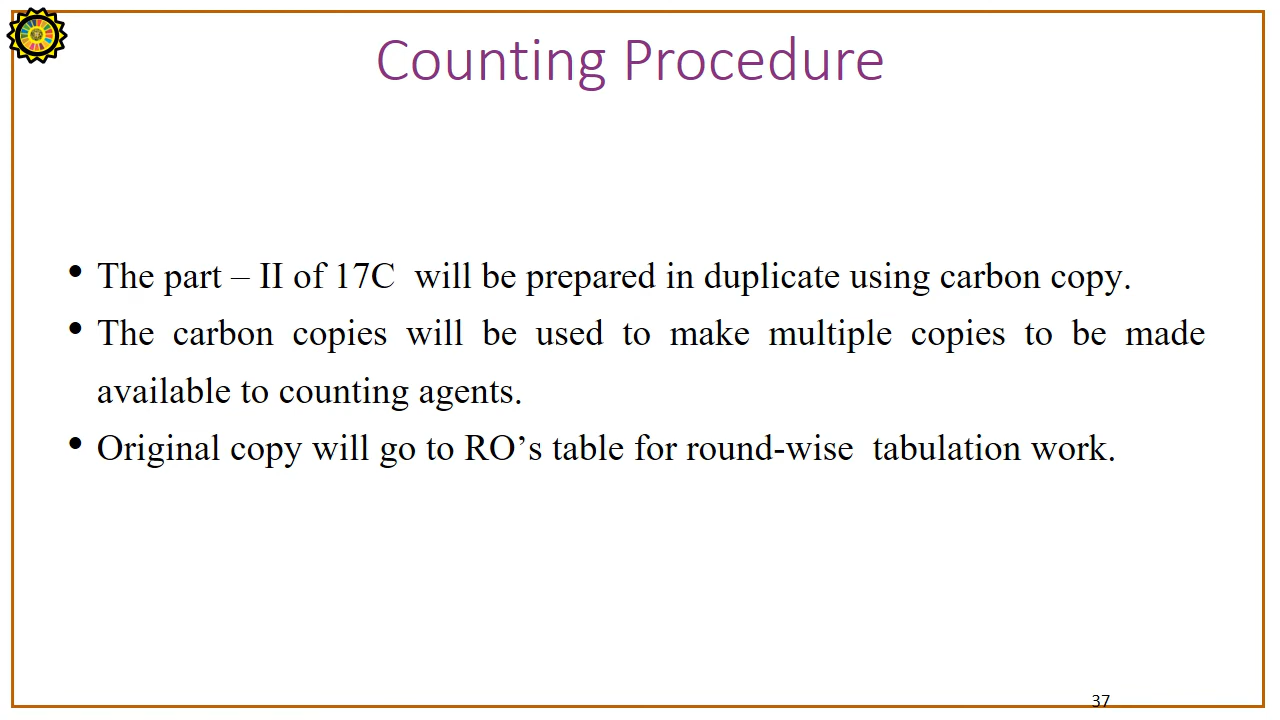 Counting Procedure
• The part – II of 17C  will be prepared in duplicate using carbon copy.
• The carbon copies will be used to make multiple copies to be made
available to counting agents.
• Original copy will go to RO’s table for round-wise  tabulation work.
37